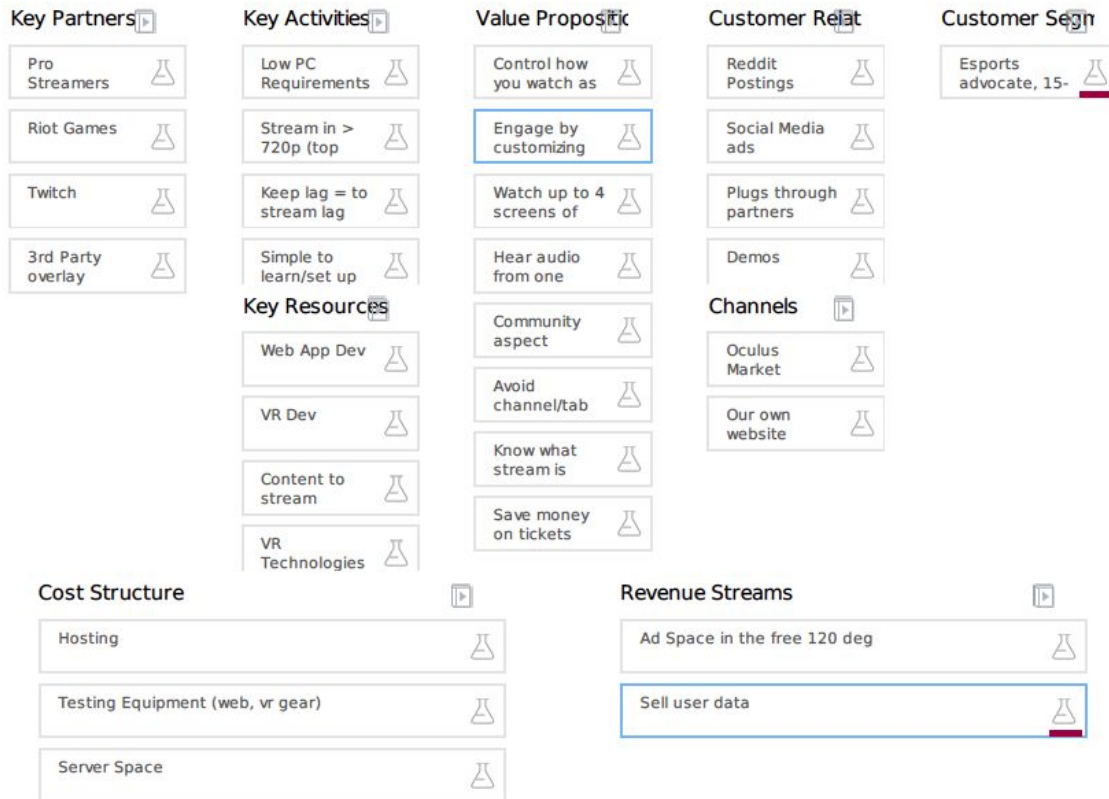 Key Partners
Pro
Streamers
Riot Games
Twitch
3rd Party
overlay
Key Activities
Low PC
Requirements
Stream in >
720p (top
Keep lag = to
stream lag
Simple to
learn/set up
Key Resources
Web App Dev
VR Dev
Content to
stream
VR
Technologies
Value Propositic
Control how
you watch as
Engage by
customizing
Watch up to 4
screens of
Hear audio
from one
Community
aspect
Avoid
channel/tab
Know what
stream is
Save money
on tickets
Customer Relat
Reddit
Postings
Social Media
ads
Plugs through
partners
Demos
Channels
Oculus
Market
Our own
website
Customer Segm
Esports
advocate, 15-
Cost Structure
Hosting
Testing Equipment (web, vr gear)
Server Space
Revenue Streams
Ad Space in the free 120 deg
Sell user data